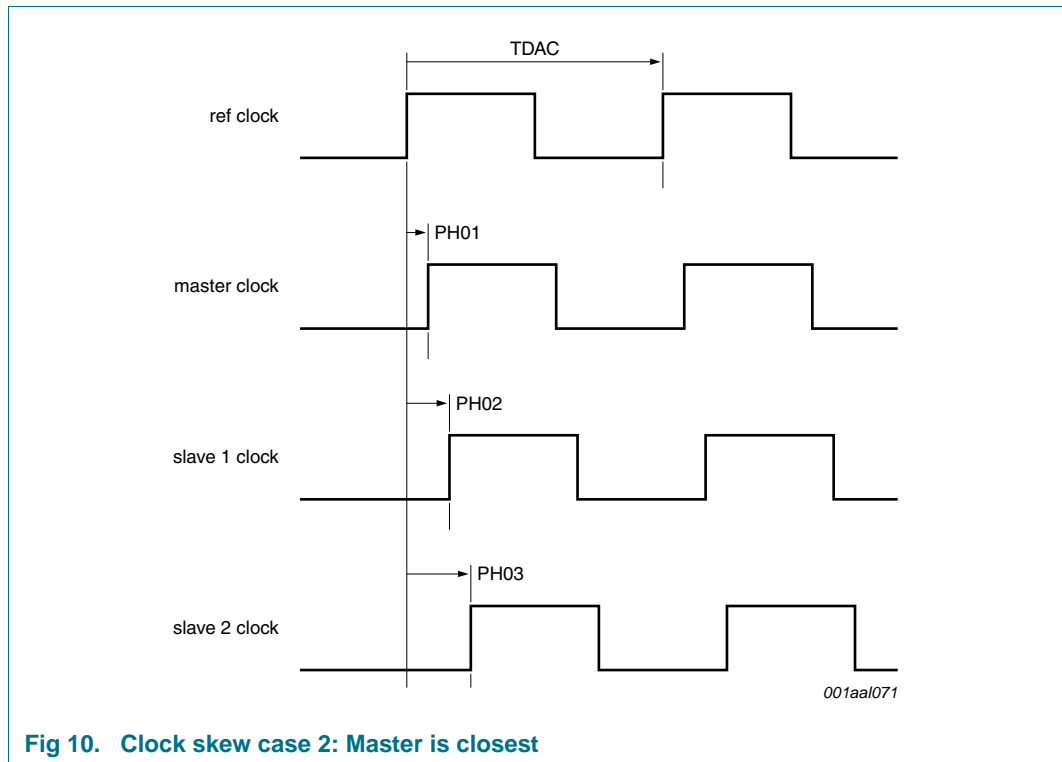 TDAC
ref clock
PH01
master clock
PH02
slave 1 clock
PH03
slave 2 clock
001aal071
Fig 10. Clock skew case 2: Master is closest